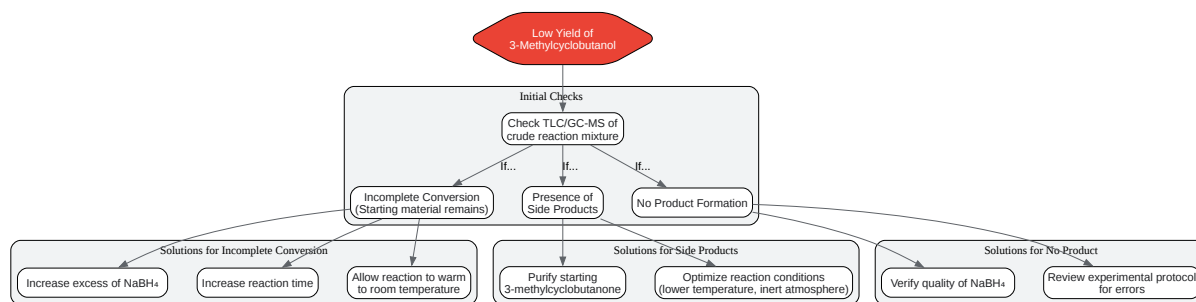 Low Yield of
3-Methylcyclobutanol
Initial Checks
Check TLC/GC-MS of
crude reaction mixture
If...
If...
If...
Incomplete Conversion
(Starting material remains)
Presence of
Side Products
No Product Formation
Solutions for Incomplete Conversion
Increase excess of NaBH₄
Increase reaction time
Allow reaction to warm
to room temperature
Solutions for Side Products
Purify starting
3-methylcyclobutanone
Optimize reaction conditions
(lower temperature, inert atmosphere)
Solutions for No Product
Verify quality of NaBH₄
Review experimental protocol
for errors